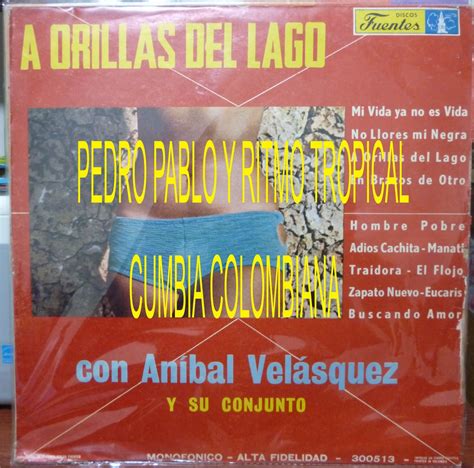 A ORILLAS DEL LAGO
DISCOS
Fuentes
Mi Vida ya no es Vida
No Llores mi Negra
A Orillas del Lago
En Brazos de Otro
PEDRO PABLO Y RITMO TROPICAL
CUMBIA COLOMBIANA
Hombre Pobre
Adios Cachita - Manatí
Traidora - El Flojo
Zapato Nuevo - Eucaris
Buscando Amor
con Aníbal Velásquez
Y SU CONJUNTO
MONOFONICO - ALTA FIDELIDAD - 300513 -